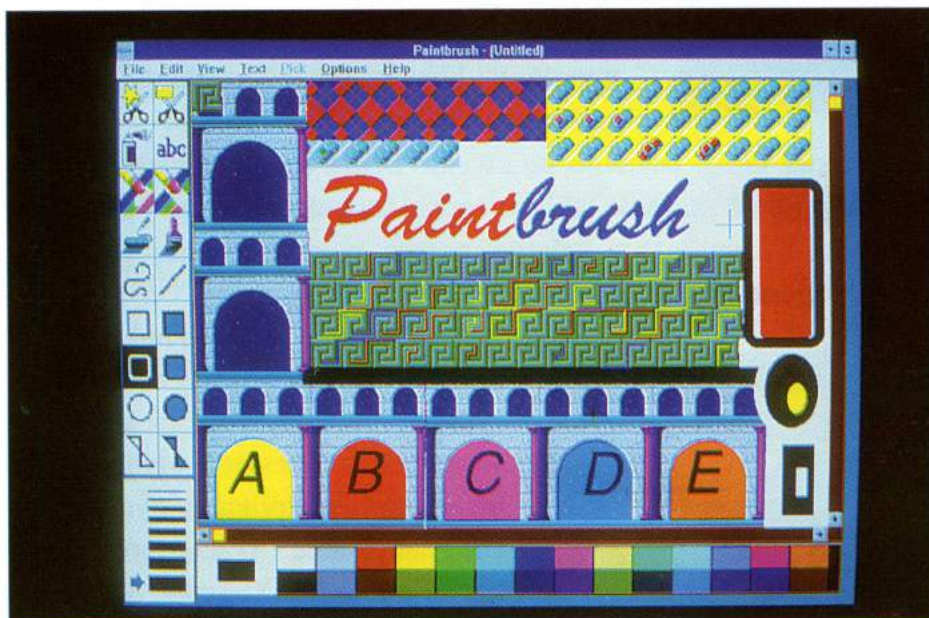 Paintbrush - (Untitled)
File Edit View Text Pick Options Help
abc
Paintbrush
A B C D E